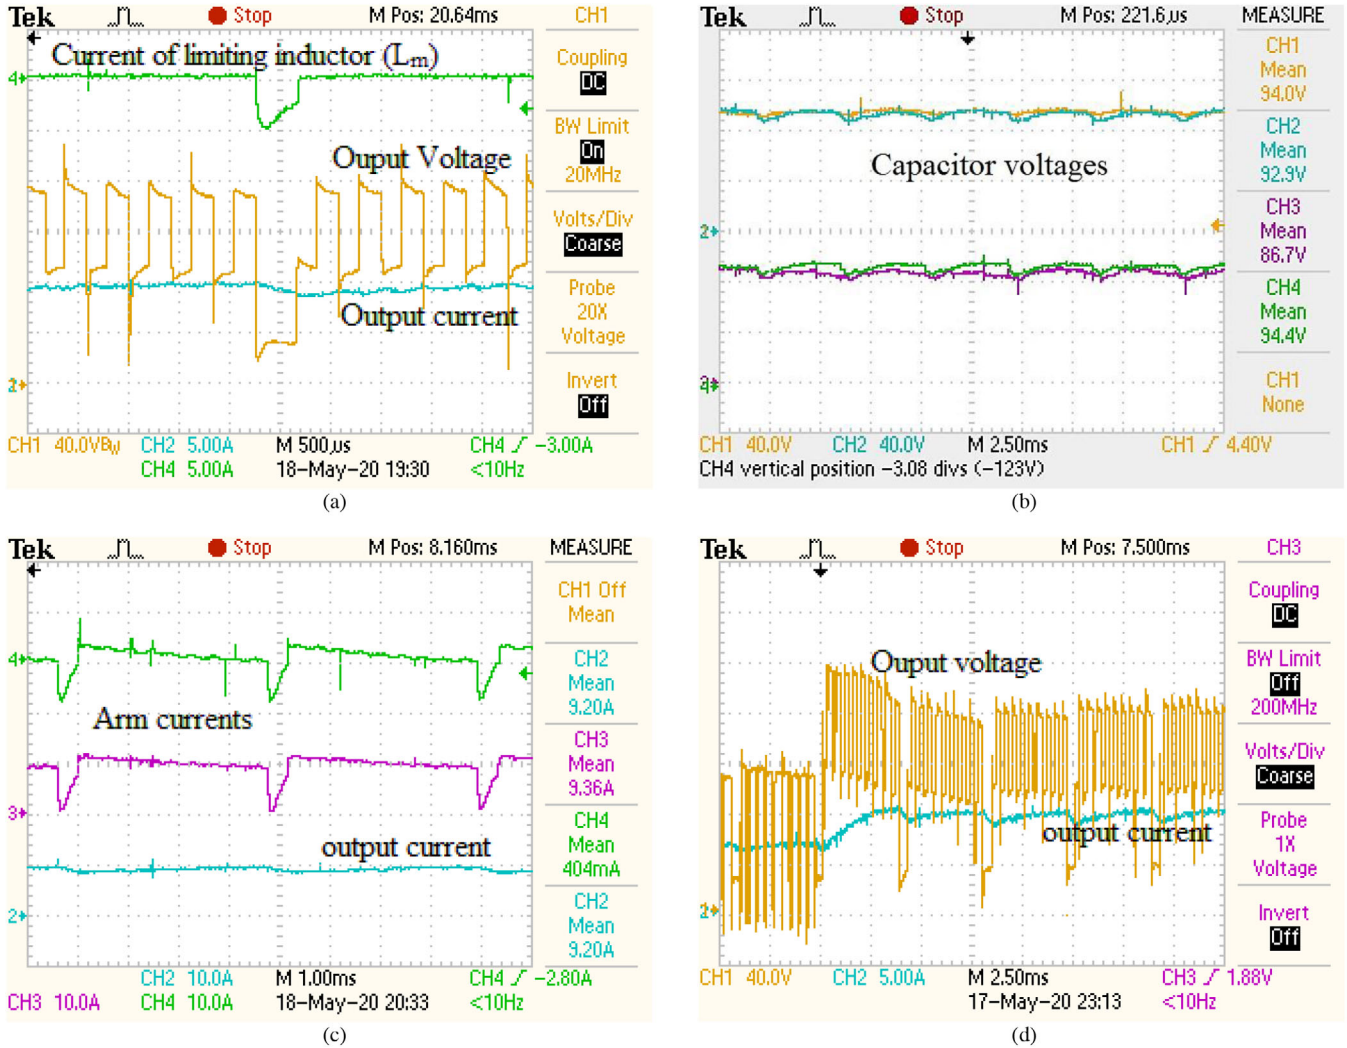 Tek Stop M Pos: 20.64ms CH1
Current of limiting inductor (Lm)
Coupling
DC
4
BW Limit
On
20MHz
Ouput Voltage
Volts/Div
Coarse
Probe
20X
Voltage
Output current
Invert
Off
2
CH1 40.0VBw CH2 5.00A M 500µs CH4 -3.00A
CH4 5.00A 18-May-20 19:30 <10Hz
(a)
Tek Stop M Pos: 221.6µs MEASURE
CH1
Mean
94.0V
CH2
Mean
92.9V
Capacitor voltages
CH3
Mean
86.7V
2
CH4
Mean
94.4V
4
CH1
None
CH1 40.0V CH2 40.0V M 2.50ms CH1 4.40V
CH4 vertical position -3.08 divs (-123V)
(b)
Tek Stop M Pos: 8.160ms MEASURE
CH1 Off
Mean
4
CH2
Mean
9.20A
Arm currents
CH3
Mean
9.36A
3
CH4
Mean
404mA
output current
2
CH2
Mean
9.20A
CH2 10.0A M 1.00ms CH4 -2.80A
CH3 10.0A CH4 10.0A 18-May-20 20:33 <10Hz
(c)
Tek Stop M Pos: 7.500ms CH3
Coupling
DC
Ouput voltage
BW Limit
Off
200MHz
Volts/Div
Coarse
Probe
1X
Voltage
output current
Invert
Off
2
CH1 40.0V CH2 5.00A M 2.50ms CH3 1.88V
17-May-20 23:13 <10Hz
(d)